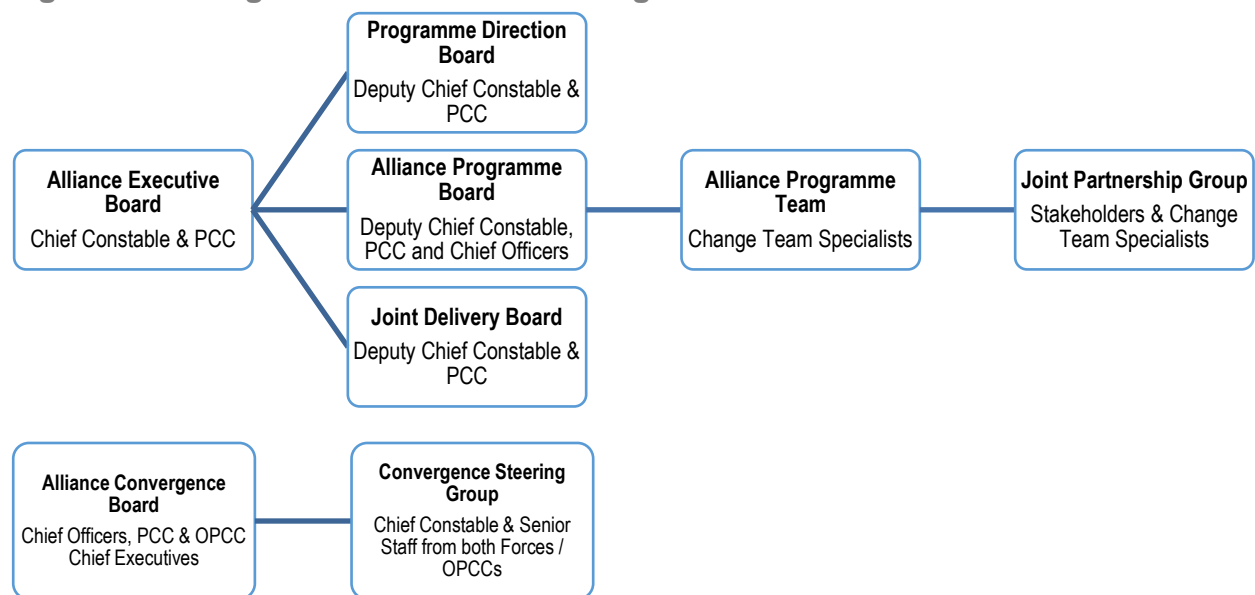 Programme Direction
Board
Deputy Chief Constable &
PCC
Alliance Executive
Board
Chief Constable & PCC
Alliance Programme
Board
Deputy Chief Constable,
PCC and Chief Officers
Alliance Programme
Team
Change Team Specialists
Joint Partnership Group
Stakeholders & Change
Team Specialists
Joint Delivery Board
Deputy Chief Constable &
PCC
Alliance Convergence
Board
Chief Officers, PCC & OPCC
Chief Executives
Convergence Steering
Group
Chief Constable & Senior
Staff from both Forces /
OPCCs